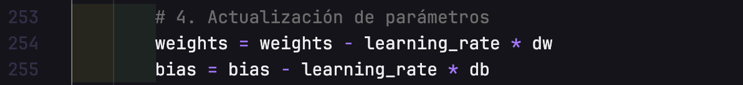 253 # 4. Actualización de parámetros
254 weights = weights - learning_rate * dw
255 bias = bias - learning_rate * db